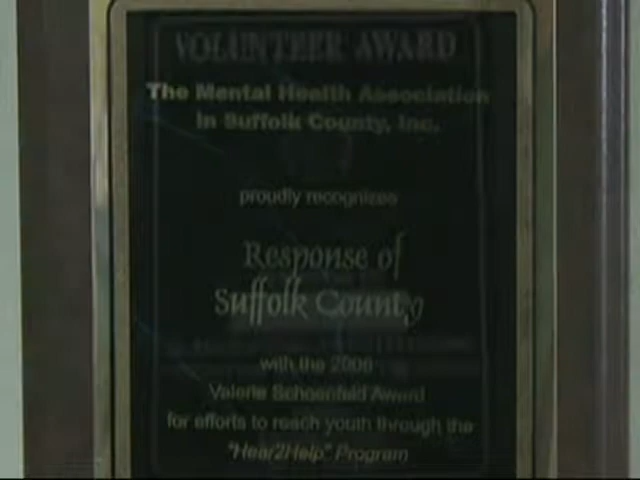 VOLUNTEER AWARD
The Mental Health Association
in Suffolk County, Inc.
proudly recognizes
Response of
Suffolk County
with the 2006
Valerie Schoenfeld Award
for efforts to reach youth through the
"Hear2Help" Program